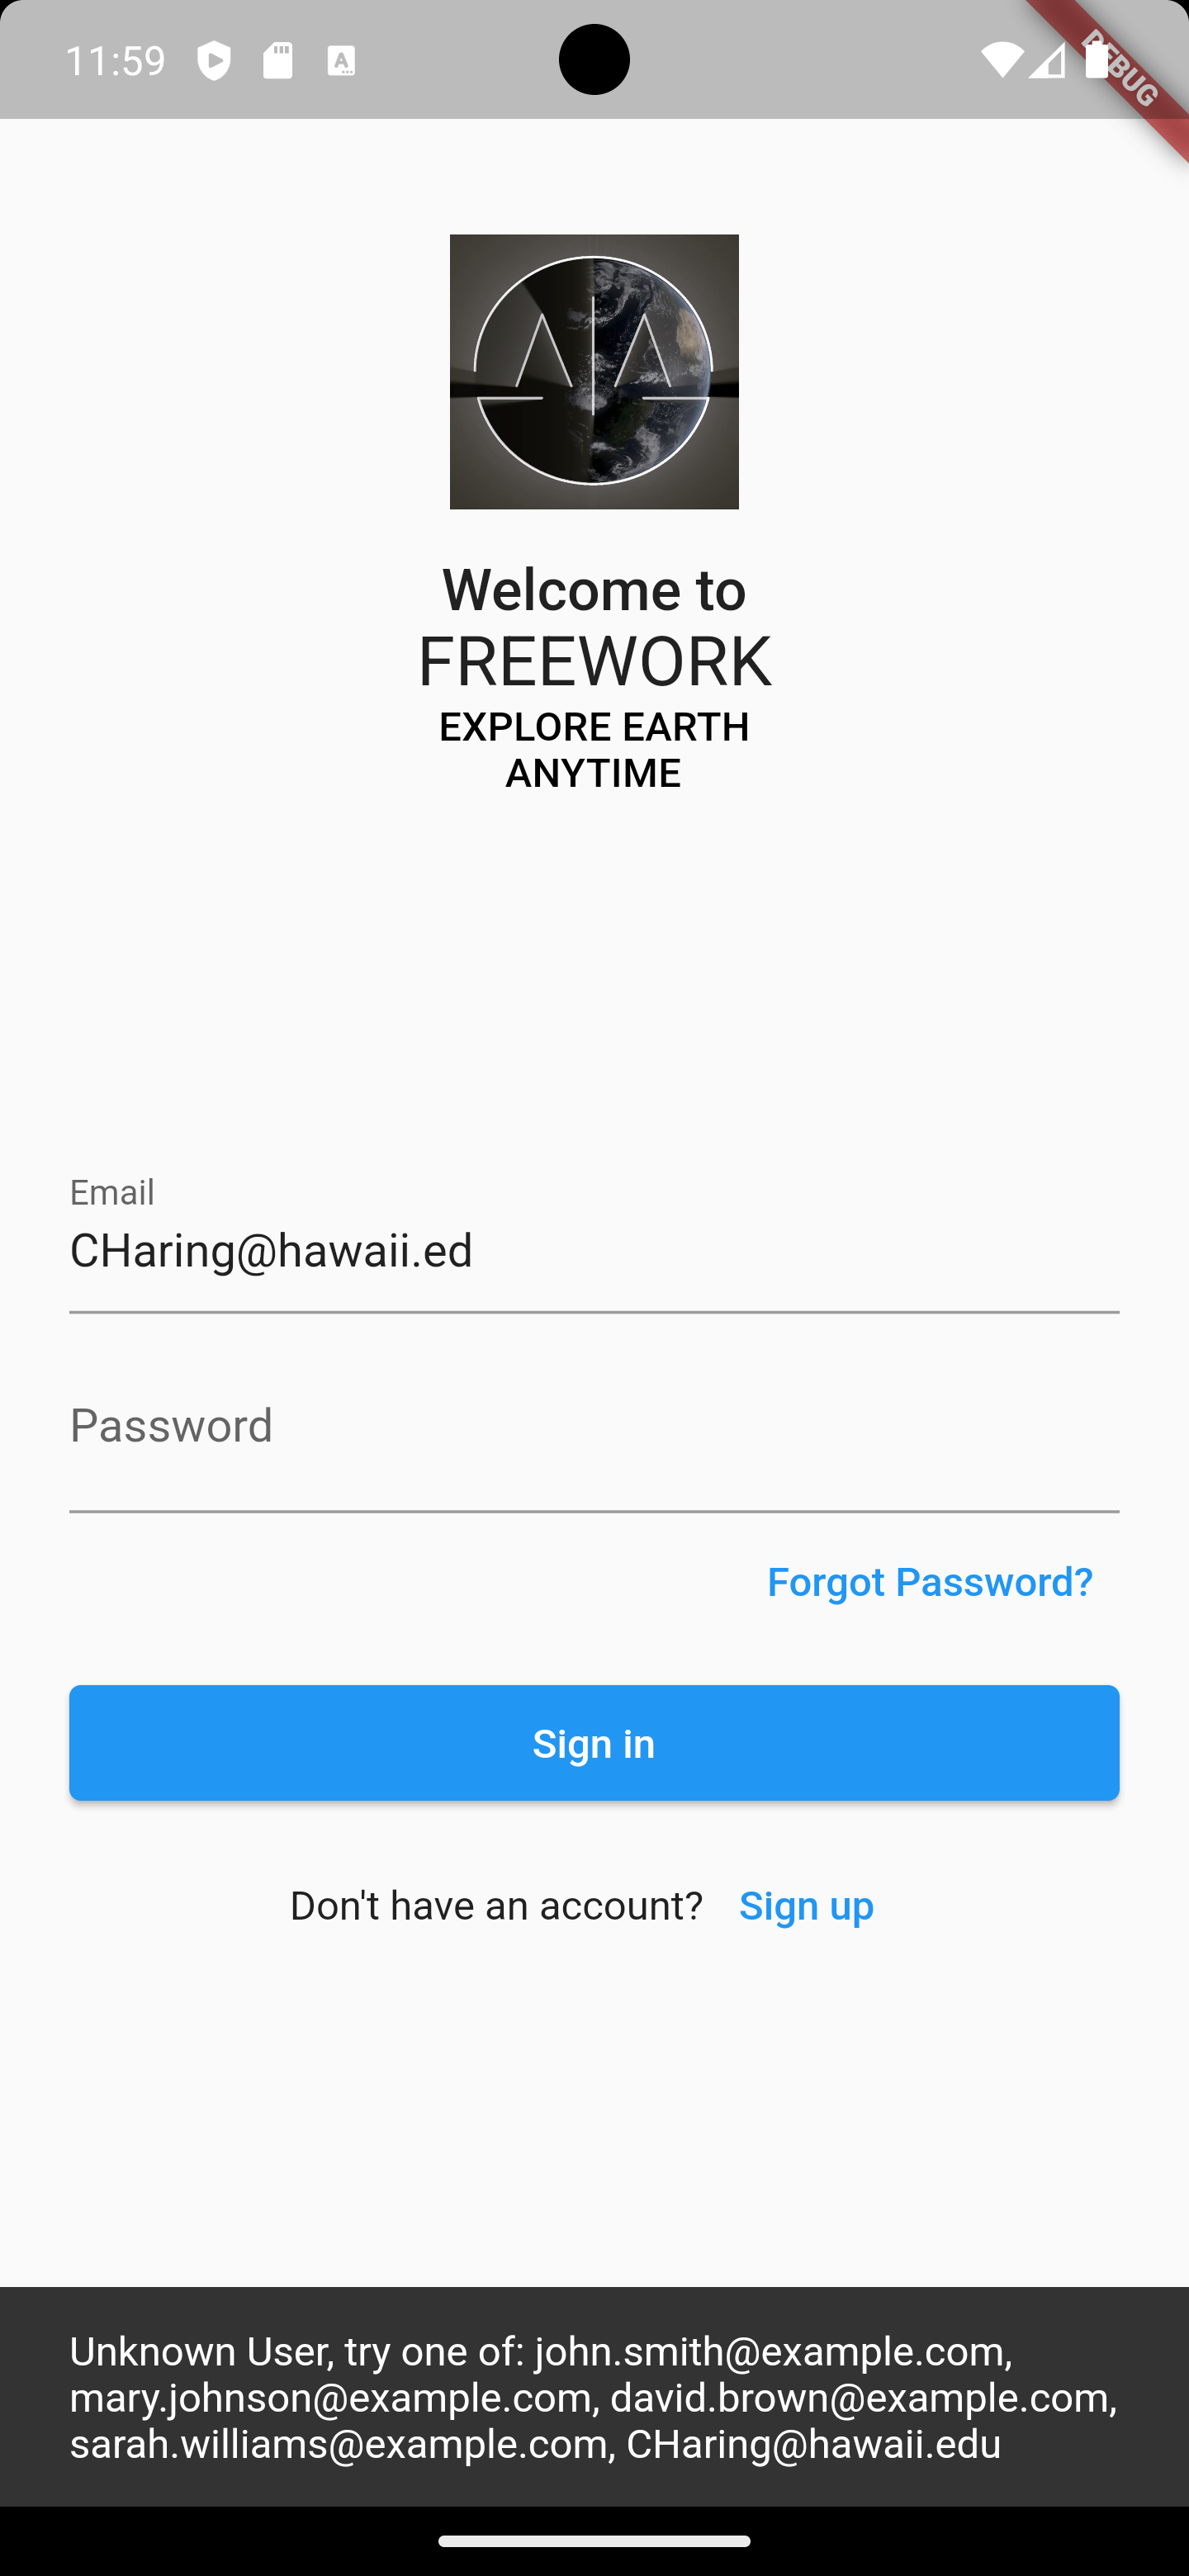 11:59
DEBUG
Welcome to
FREEWORK
EXPLORE EARTH
ANYTIME
Email
CHaring@hawaii.ed
Password
Forgot Password?
Sign in
Don't have an account? Sign up
Unknown User, try one of: john.smith@example.com,
mary.johnson@example.com, david.brown@example.com,
sarah.williams@example.com, CHaring@hawaii.edu